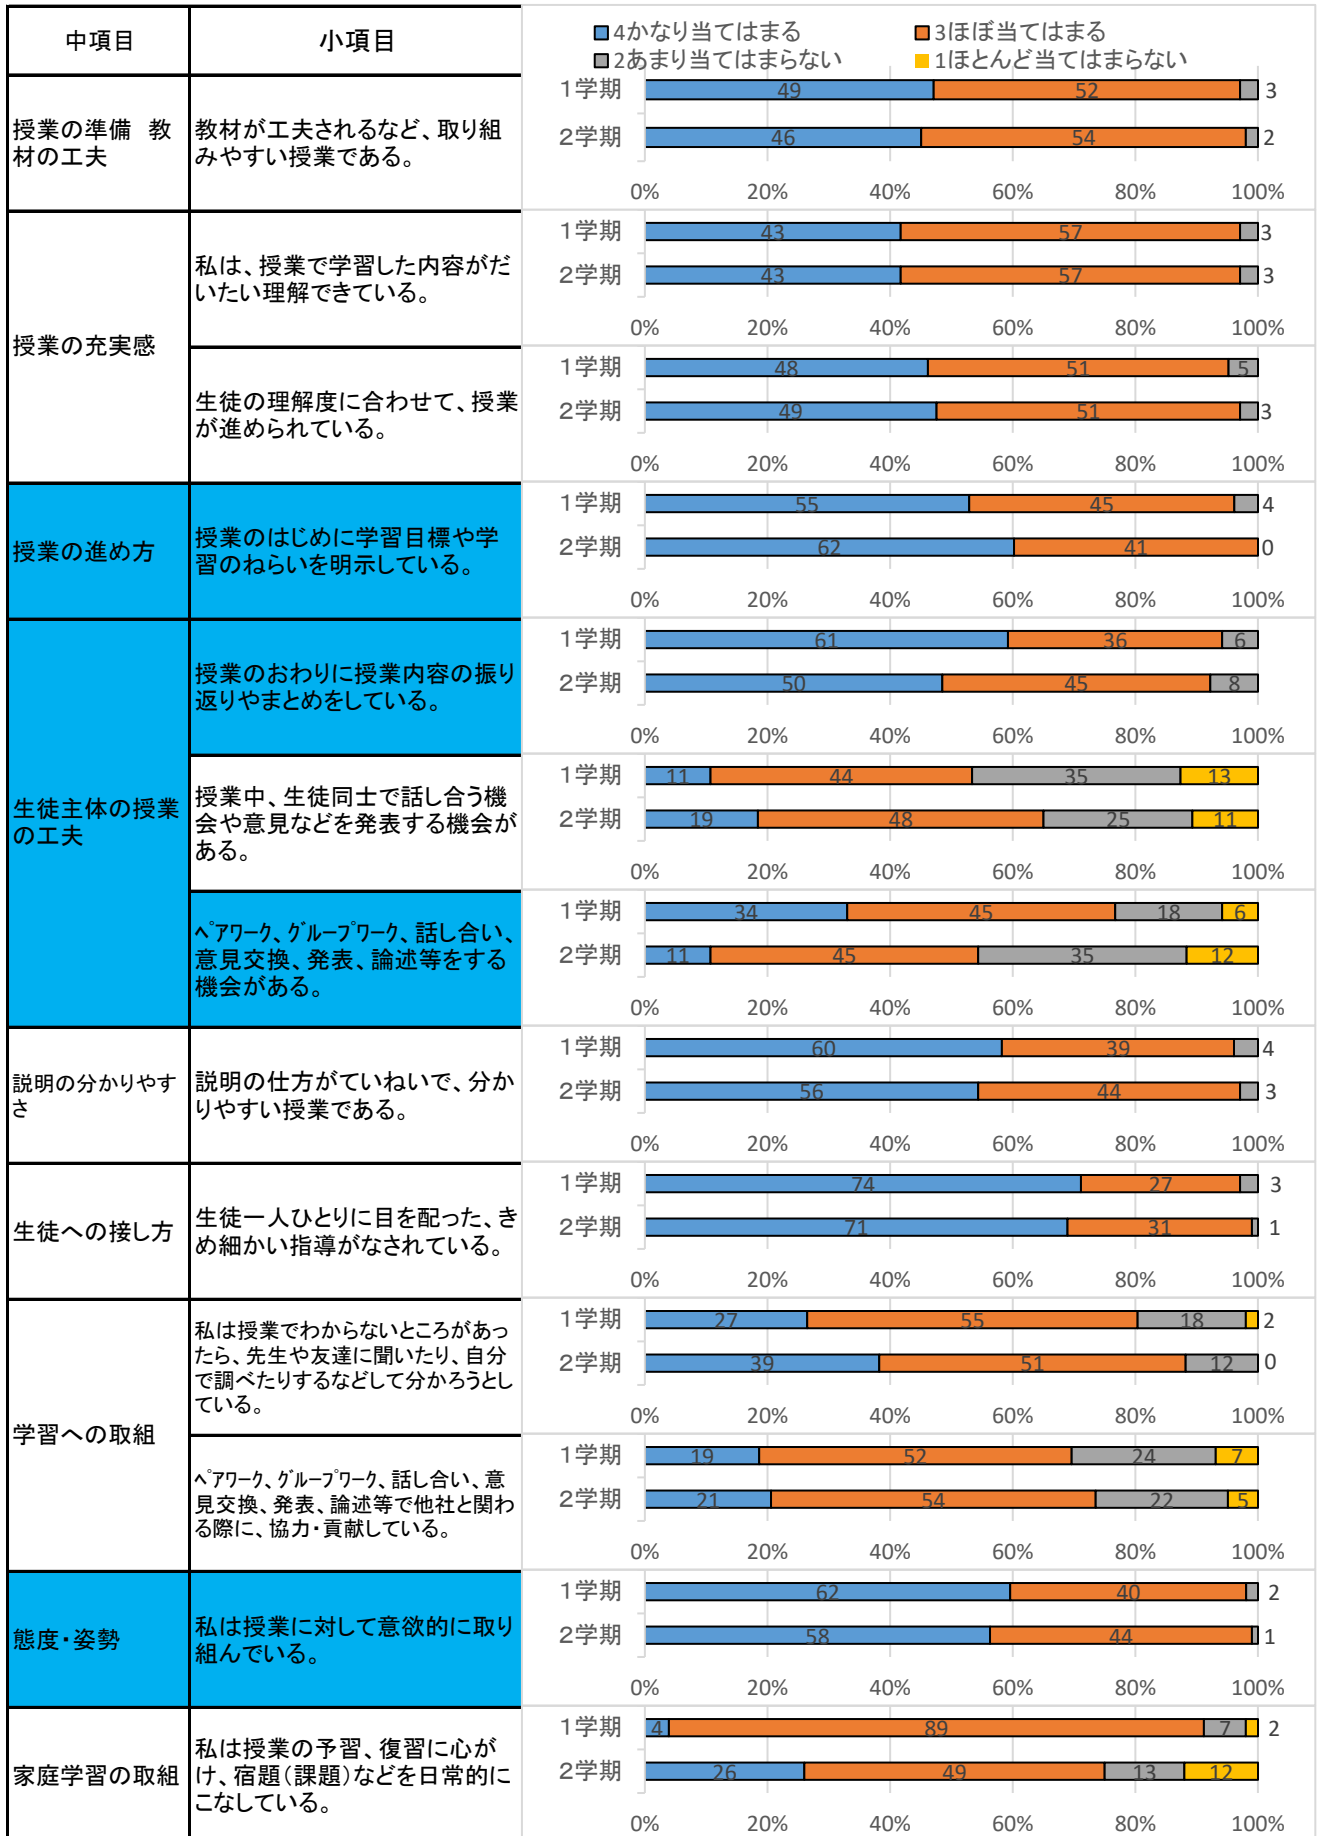 中項目
小項目
■4かなり当てはまる ■3ほぼ当てはまる
■2あまり当てはまらない ■1ほとんど当てはまらない
授業の準備 教
材の工夫
教材が工夫されるなど、取り組
みやすい授業である。
1学期 49 52 3
2学期 46 54 2
0% 20% 40% 60% 80% 100%
授業の充実感
私は、授業で学習した内容がだ
いたい理解できている。
1学期 43 57 3
2学期 43 57 3
0% 20% 40% 60% 80% 100%
生徒の理解度に合わせて、授業
が進められている。
1学期 48 51 5
2学期 49 51 3
0% 20% 40% 60% 80% 100%
授業の進め方
授業のはじめに学習目標や学
習のねらいを明示している。
1学期 55 45 4
2学期 62 41 0
0% 20% 40% 60% 80% 100%
生徒主体の授業
の工夫
授業のおわりに授業内容の振り
返りやまとめをしている。
1学期 61 36 6
2学期 50 45 8
0% 20% 40% 60% 80% 100%
授業中、生徒同士で話し合う機
会や意見などを発表する機会が
ある。
1学期 11 44 35 13
2学期 19 48 25 11
0% 20% 40% 60% 80% 100%
ﾍﾟｱﾜｰｸ、ｸﾞﾙｰﾌﾟﾜｰｸ、話し合い、
意見交換、発表、論述等をする
機会がある。
1学期 34 45 18 6
2学期 11 45 35 12
0% 20% 40% 60% 80% 100%
説明の分かりやす
さ
説明の仕方がていねいで、分か
りやすい授業である。
1学期 60 39 4
2学期 56 44 3
0% 20% 40% 60% 80% 100%
生徒への接し方
生徒一人ひとりに目を配った、き
め細かい指導がなされている。
1学期 74 27 3
2学期 71 31 1
0% 20% 40% 60% 80% 100%
学習への取組
私は授業でわからないところがあっ
たら、先生や友達に聞いたり、自分
で調べたりするなどして分かろうとし
ている。
1学期 27 55 18 2
2学期 39 51 12 0
0% 20% 40% 60% 80% 100%
ﾍﾟｱﾜｰｸ、ｸﾞﾙｰﾌﾟﾜｰｸ、話し合い、意
見交換、発表、論述等で他社と関わ
る際に、協力・貢献している。
1学期 19 52 24 7
2学期 21 54 22 5
0% 20% 40% 60% 80% 100%
態度・姿勢
私は授業に対して意欲的に取り
組んでいる。
1学期 62 40 2
2学期 58 44 1
0% 20% 40% 60% 80% 100%
家庭学習の取組
私は授業の予習、復習に心が
け、宿題(課題)などを日常的に
こなしている。
1学期 4 89 7 2
2学期 26 49 13 12
0% 20% 40% 60% 80% 100%